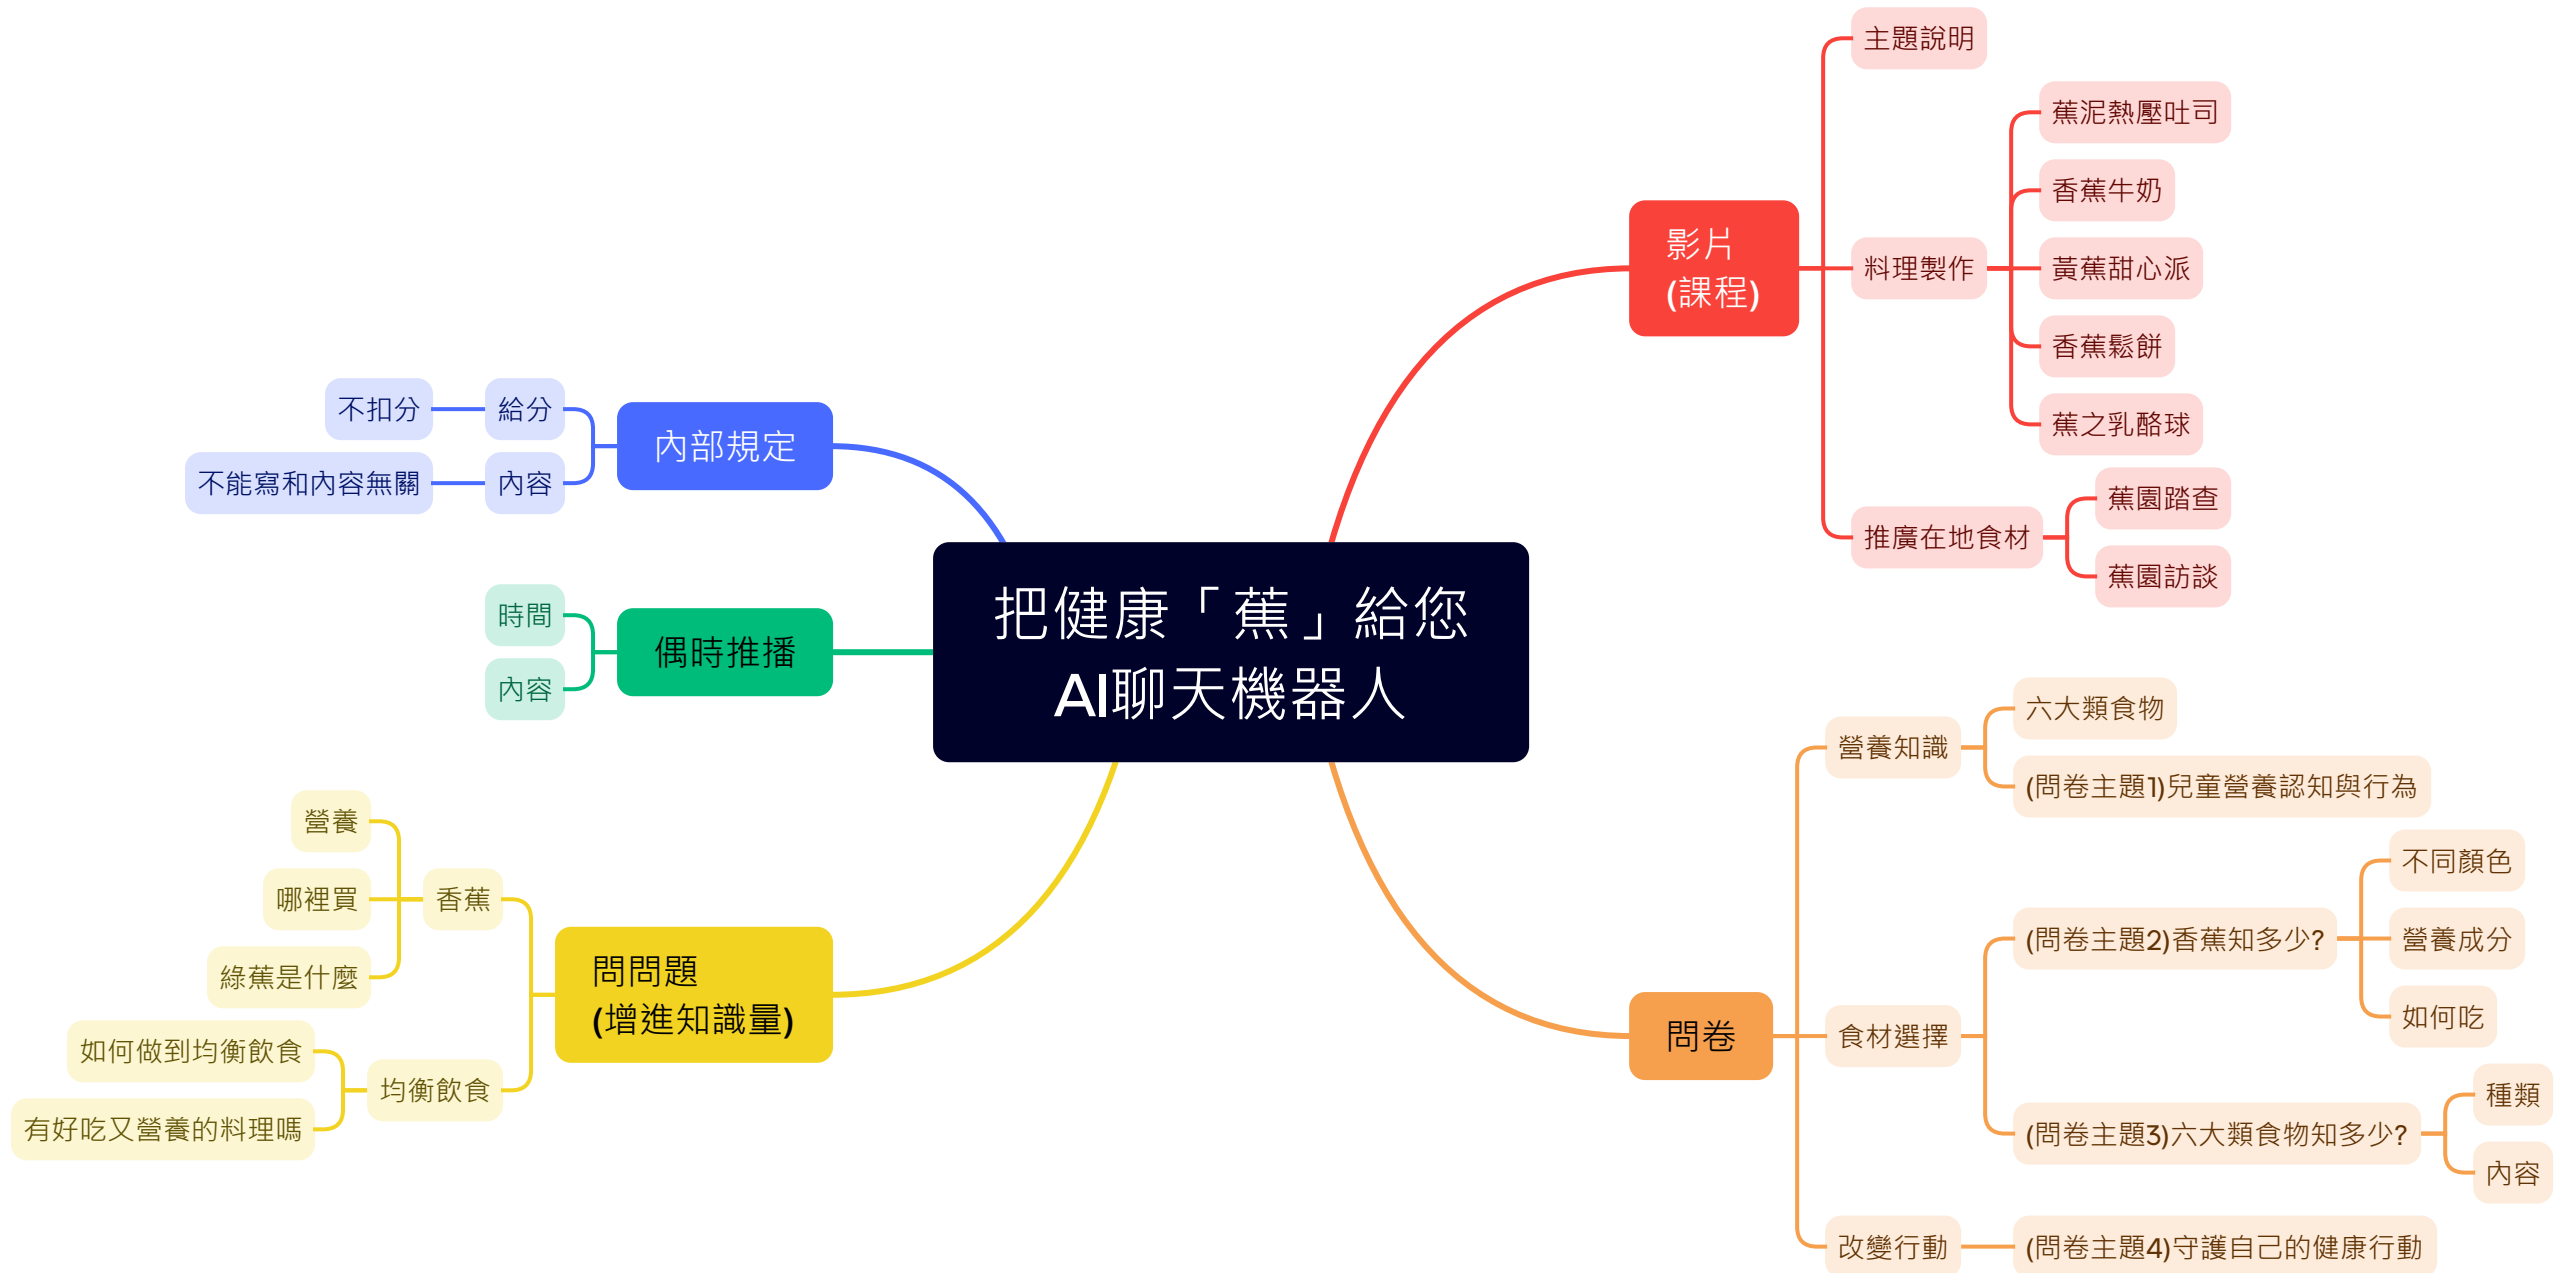 把健康「蕉」給您
AI聊天機器人
影片
(課程)
主題說明
料理製作
蕉泥熱壓吐司
香蕉牛奶
黃蕉甜心派
香蕉鬆餅
蕉之乳酪球
推廣在地食材
蕉園踏查
蕉園訪談
問卷
營養知識
六大類食物
(問卷主題1)兒童營養認知與行為
食材選擇
(問卷主題2)香蕉知多少?
不同顏色
營養成分
如何吃
(問卷主題3)六大類食物知多少?
種類
內容
改變行動
(問卷主題4)守護自己的健康行動
內部規定
給分
不扣分
內容
不能寫和內容無關
偶時推播
時間
內容
問問題
(增進知識量)
香蕉
營養
哪裡買
綠蕉是什麼
均衡飲食
如何做到均衡飲食
有好吃又營養的料理嗎